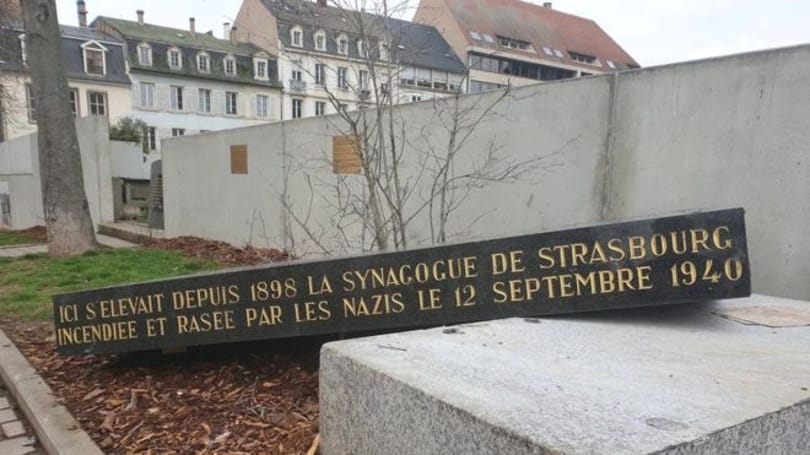 ICI S'ELEVAIT DEPUIS 1898 LA SYNAGOGUE DE STRASBOURG
INCENDIEE ET RASEE PAR LES NAZIS LE 12 SEPTEMBRE 1940